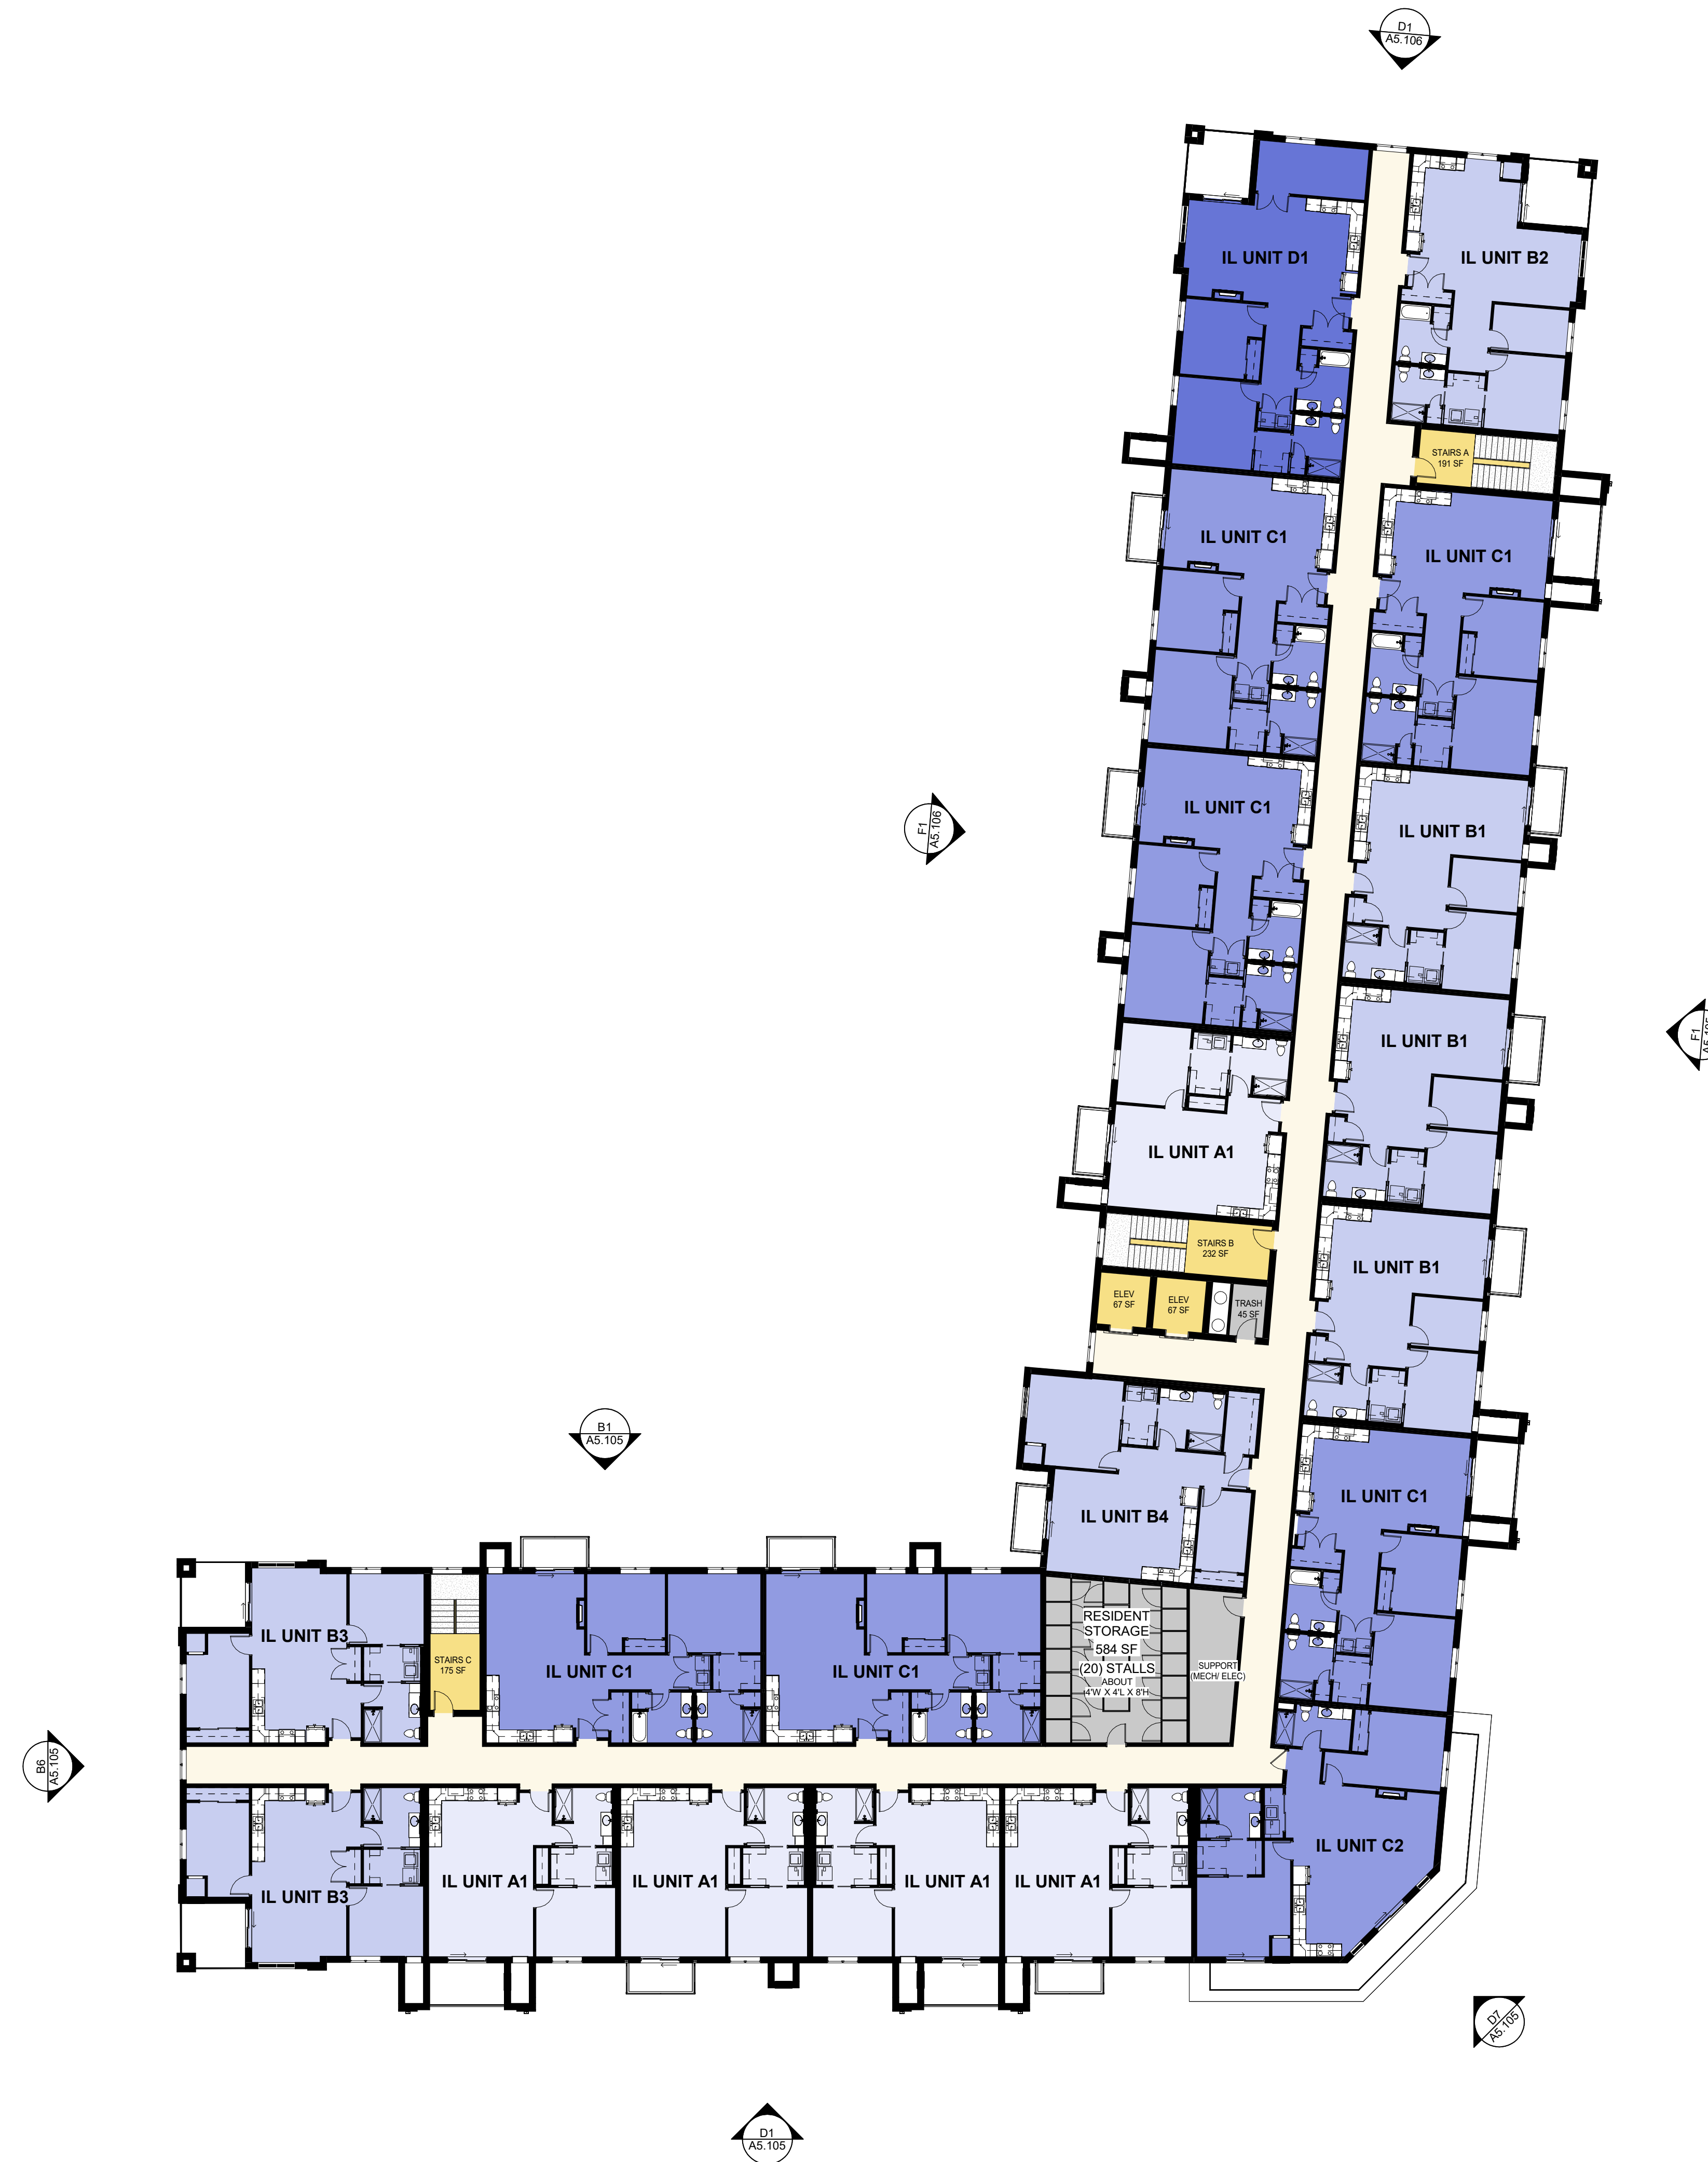 D1
A5.106
IL UNIT D1
IL UNIT B2
STAIRS A
191 SF
IL UNIT C1
IL UNIT C1
IL UNIT C1
F1
A5.106
IL UNIT B1
F1
IL UNIT B1
IL UNIT A1
STAIRS B
232 SF
IL UNIT B1
ELEV
67 SF
ELEV
67 SF
TRASH
45 SF
B1
A5.105
IL UNIT C1
IL UNIT B4
IL UNIT B3
STAIRS C
175 SF
IL UNIT C1
IL UNIT C1
RESIDENT
STORAGE
584 SF
(20) STALLS
ABOUT
4'W X 4'L X 8'H
SUPPORT
(MECH/ ELEC)
B6
A5.105
IL UNIT C2
IL UNIT B3
IL UNIT A1
IL UNIT A1
IL UNIT A1
IL UNIT A1
D7
A5.105
D1
A5.105